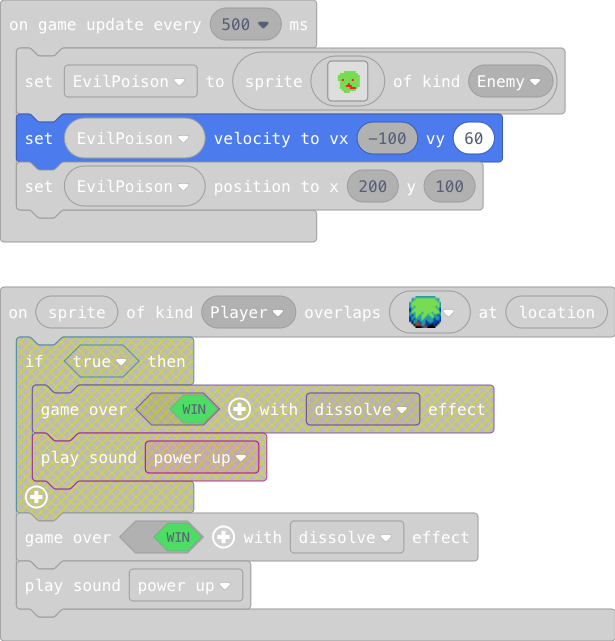 on game update every 500 ms
set EvilPoison to sprite of kind Enemy
set EvilPoison velocity to vx -100 vy 60
set EvilPoison position to x 200 y 100
on sprite of kind Player overlaps at location
if true then
game over WIN with dissolve effect
play sound power up
game over WIN with dissolve effect
play sound power up